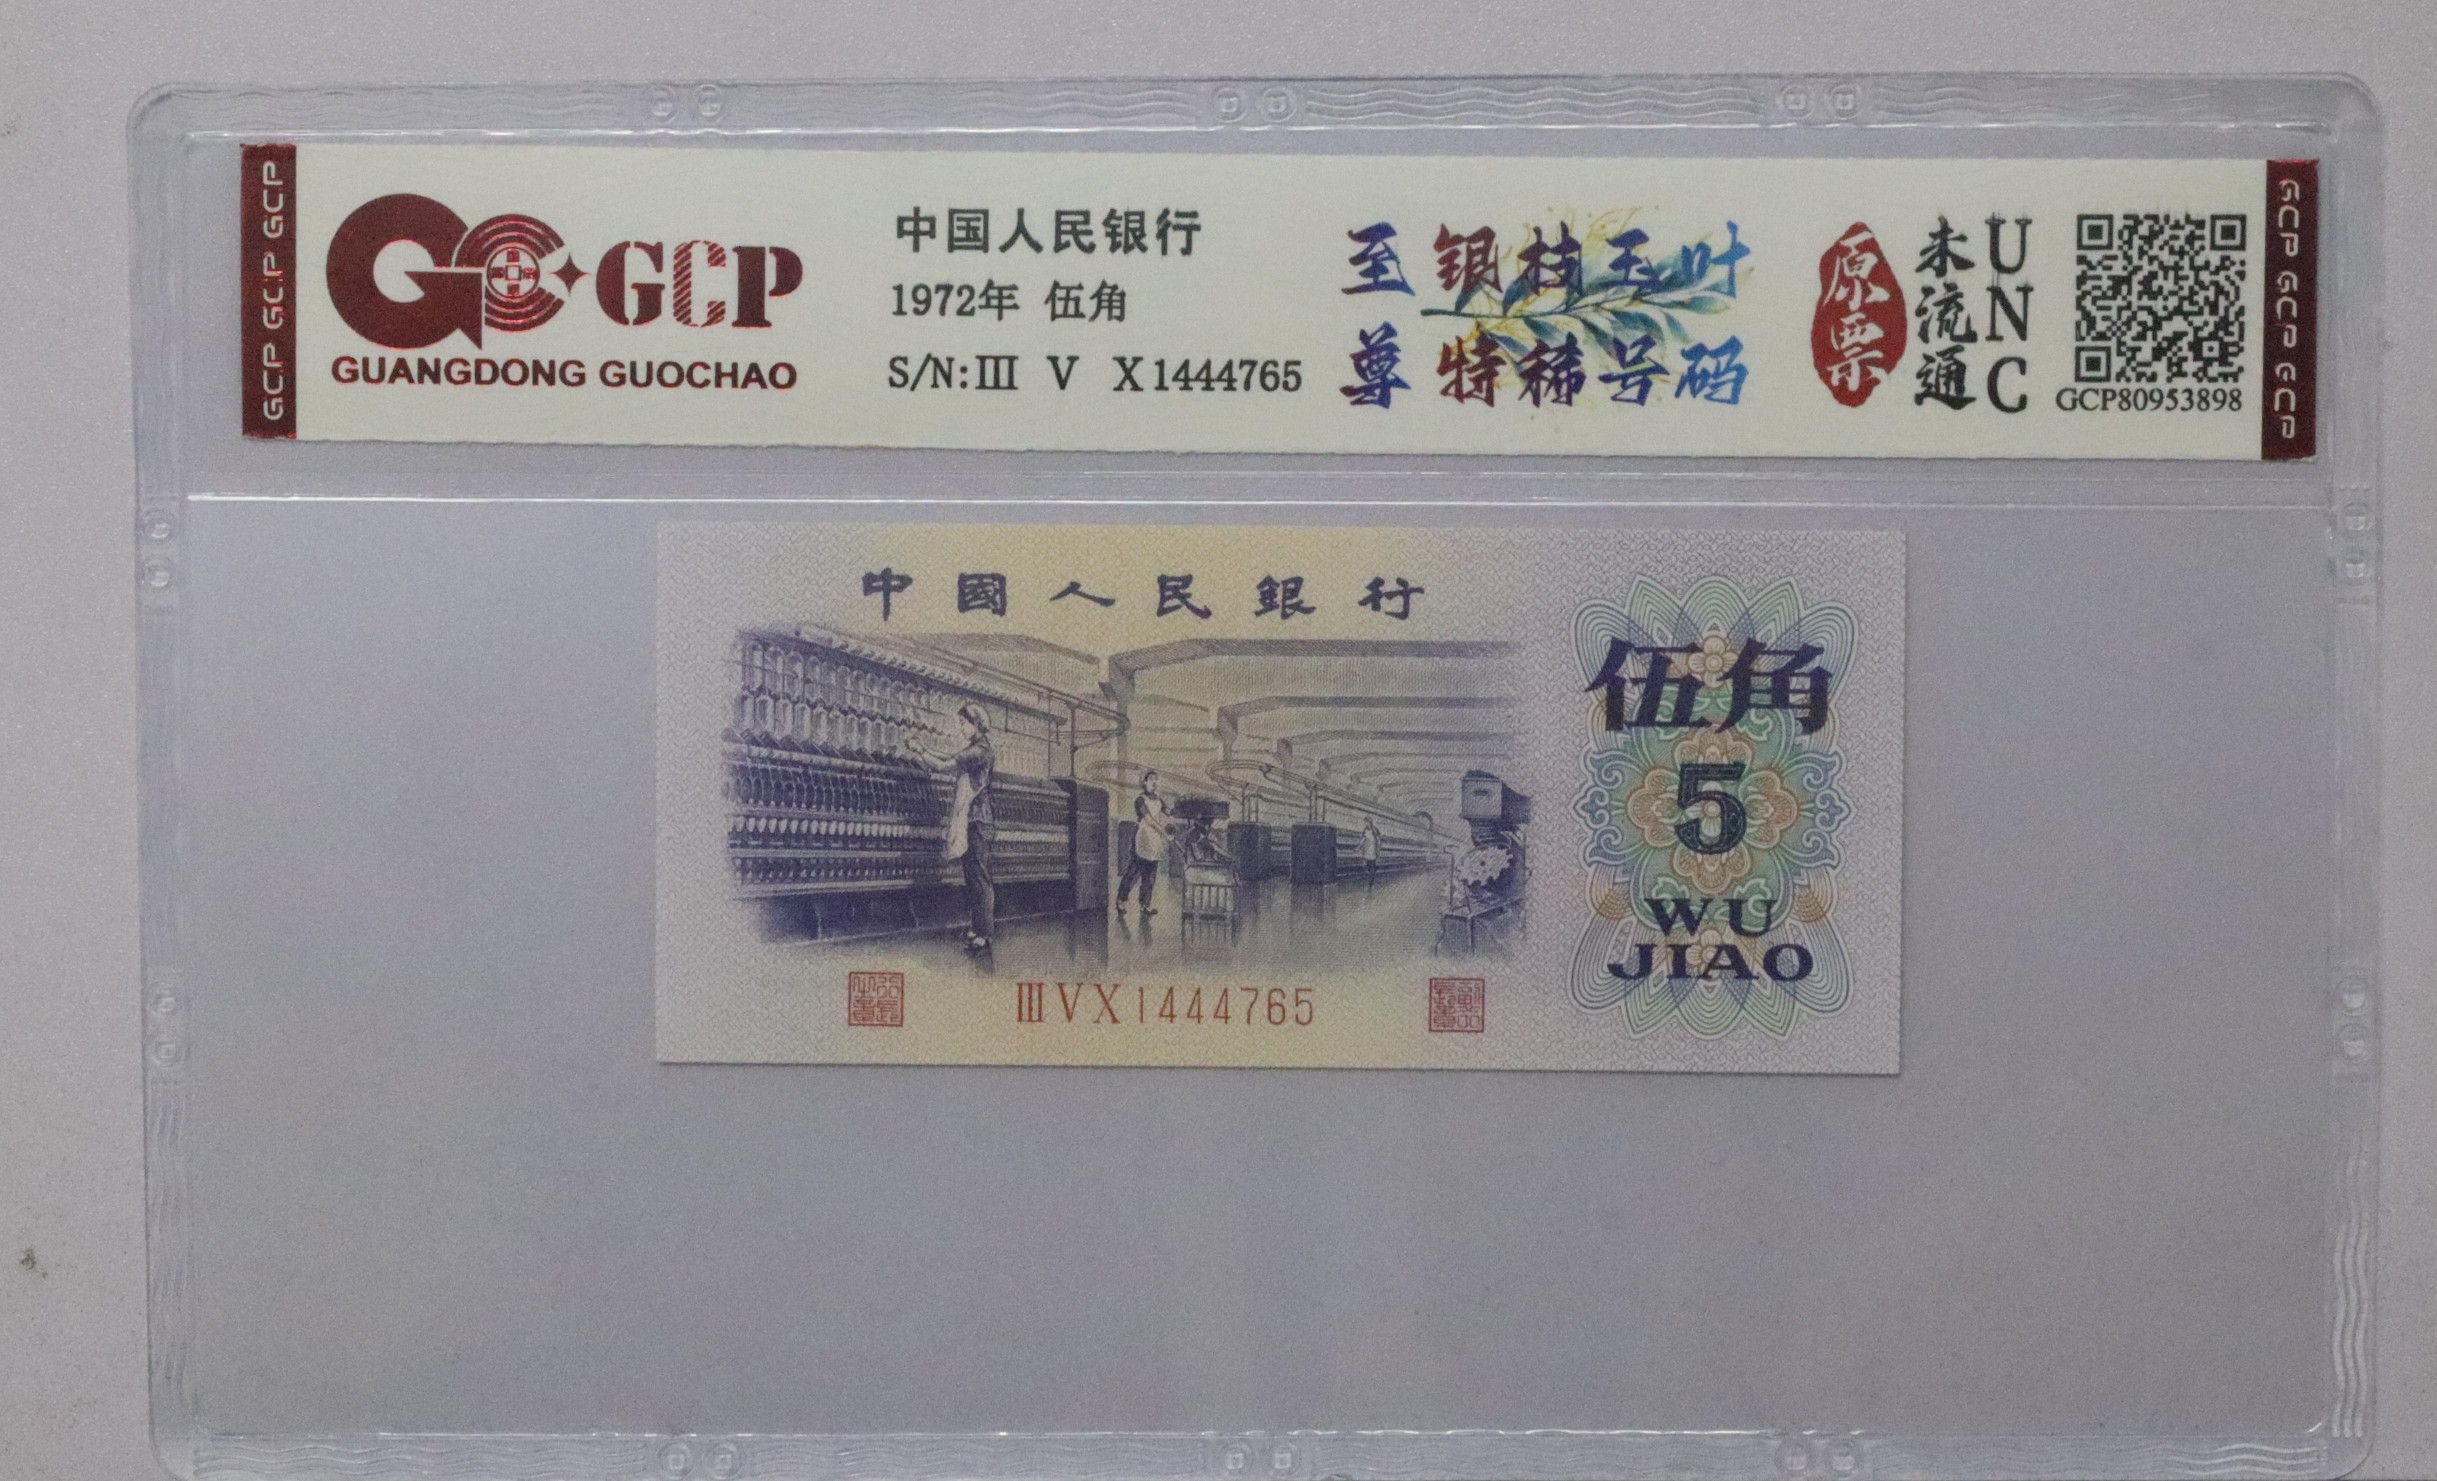 GCP GCP GCP
GCP
GUANGDONG GUOCHAO
中国人民银行
1972年 伍角
S/N:III V X1444765
至尊
银枝玉叶
特稀号码
原票
未流通
UNC
GCP80953898
GCP GCP GCP
中國人民銀行
伍角
5
WU
JIAO
III V X 1444765